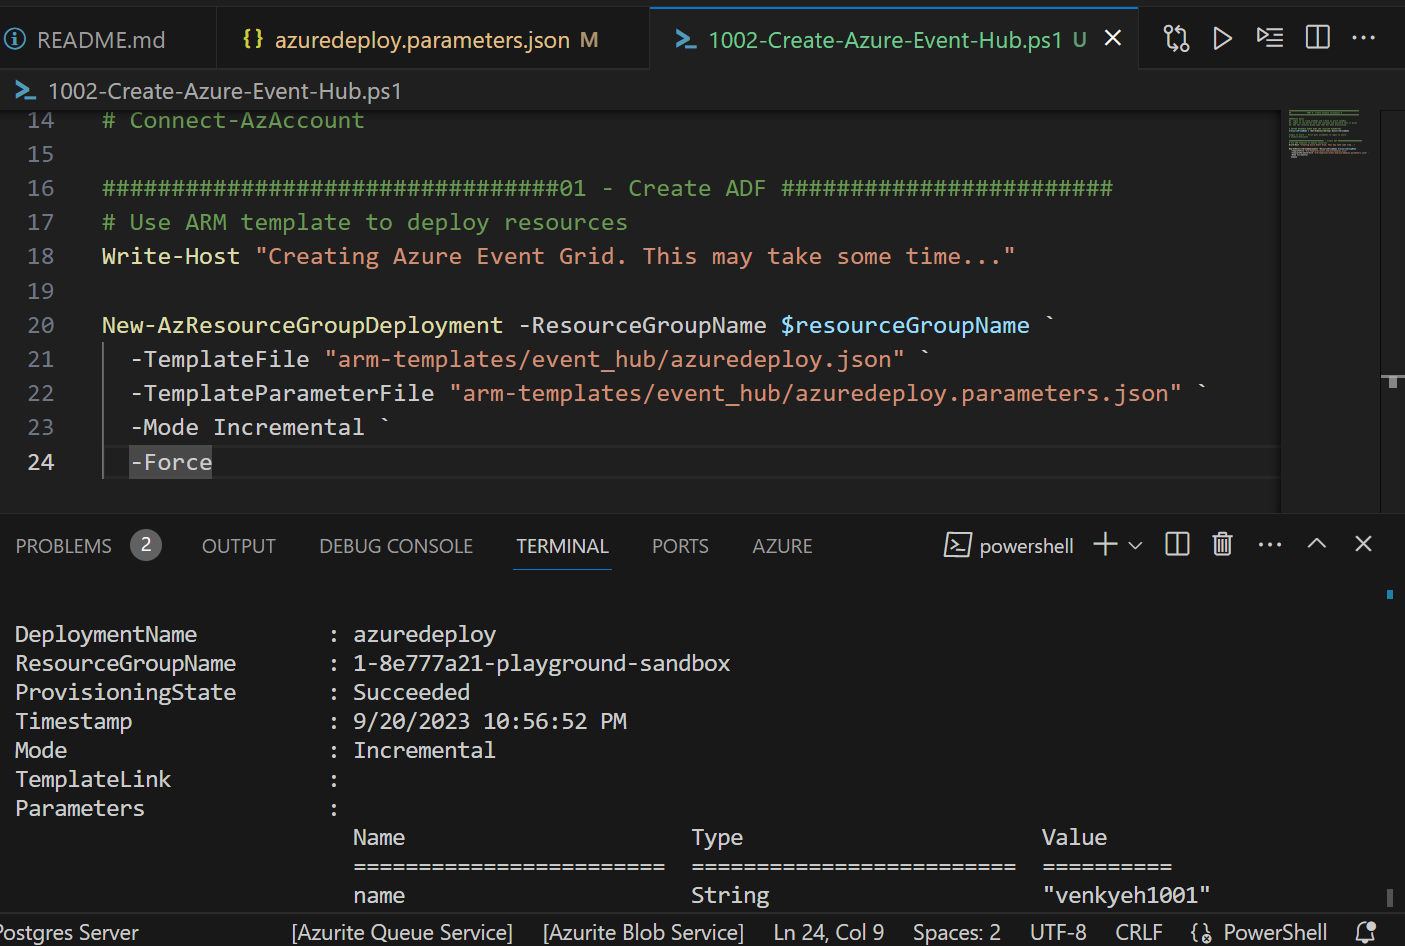 README.md
{} azuredeploy.parameters.json M
1002-Create-Azure-Event-Hub.ps1 U
1002-Create-Azure-Event-Hub.ps1
14 # Connect-AzAccount
15
16 #################################01 - Create ADF ########################
17 # Use ARM template to deploy resources
18 Write-Host "Creating Azure Event Grid. This may take some time..."
19
20 New-AzResourceGroupDeployment -ResourceGroupName $resourceGroupName `
21 -TemplateFile "arm-templates/event_hub/azuredeploy.json" `
22 -TemplateParameterFile "arm-templates/event_hub/azuredeploy.parameters.json" `
23 -Mode Incremental `
24 -Force
PROBLEMS 2 OUTPUT DEBUG CONSOLE TERMINAL PORTS AZURE powershell
DeploymentName : azuredeploy
ResourceGroupName : 1-8e777a21-playground-sandbox
ProvisioningState : Succeeded
Timestamp : 9/20/2023 10:56:52 PM
Mode : Incremental
TemplateLink :
Parameters :
Name Type Value
======================== ========================= ==========
name String "venkyeh1001"
Postgres Server [Azurite Queue Service] [Azurite Blob Service] Ln 24, Col 9 Spaces: 2 UTF-8 CRLF {} PowerShell